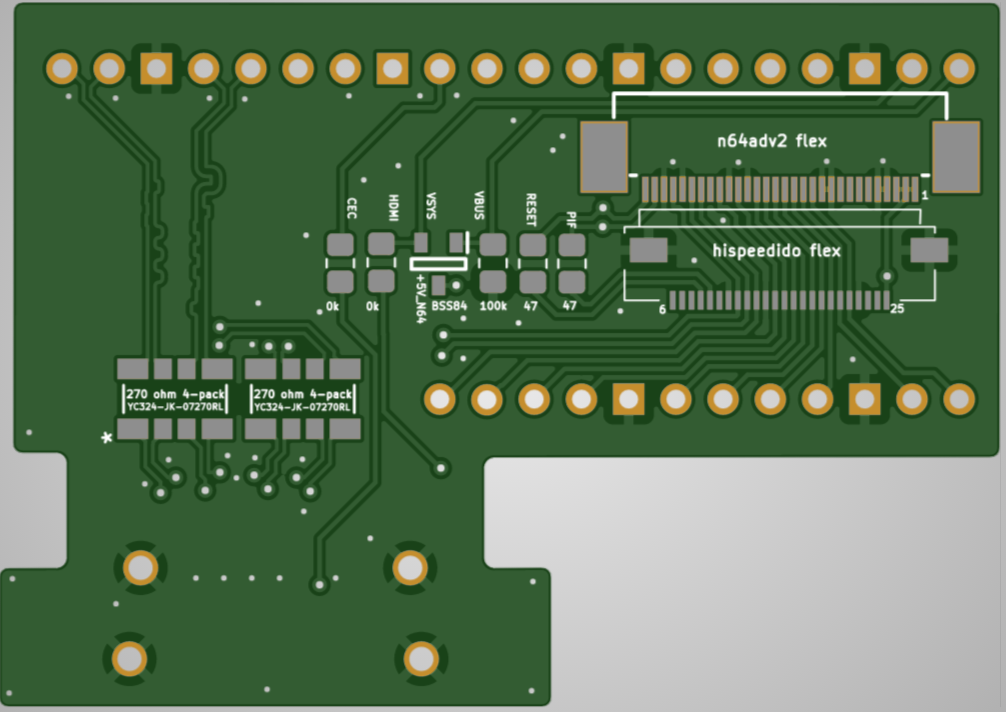 n64adv2 flex
1
CEC
HDMI
VSYS
VBUS
RESET
PIF
hispeedido flex
0k
0k
+5V_N64
BSS84
100k
47
47
6
25
270 ohm 4-pack
YC324-JK-07270RL
270 ohm 4-pack
YC324-JK-07270RL
*